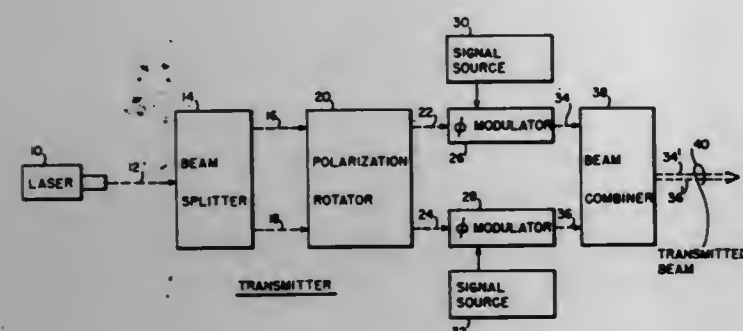 30
SIGNAL
SOURCE
14
16
20
22
34
38
ϕ MODULATOR
26
10
LASER
12
BEAM
SPLITTER
POLARIZATION
ROTATOR
BEAM
COMBINER
40
34'
36'
18
24
28
ϕ MODULATOR
36
TRANSMITTED
BEAM
TRANSMITTER
SIGNAL
SOURCE
32